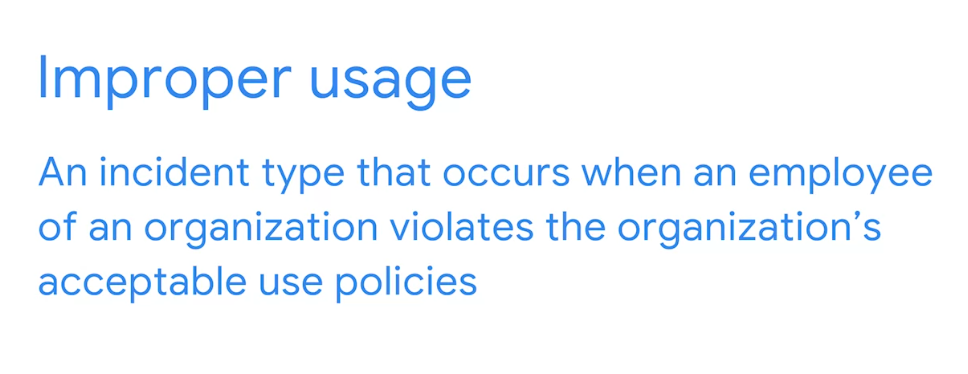 Improper usage
An incident type that occurs when an employee
of an organization violates the organization’s
acceptable use policies